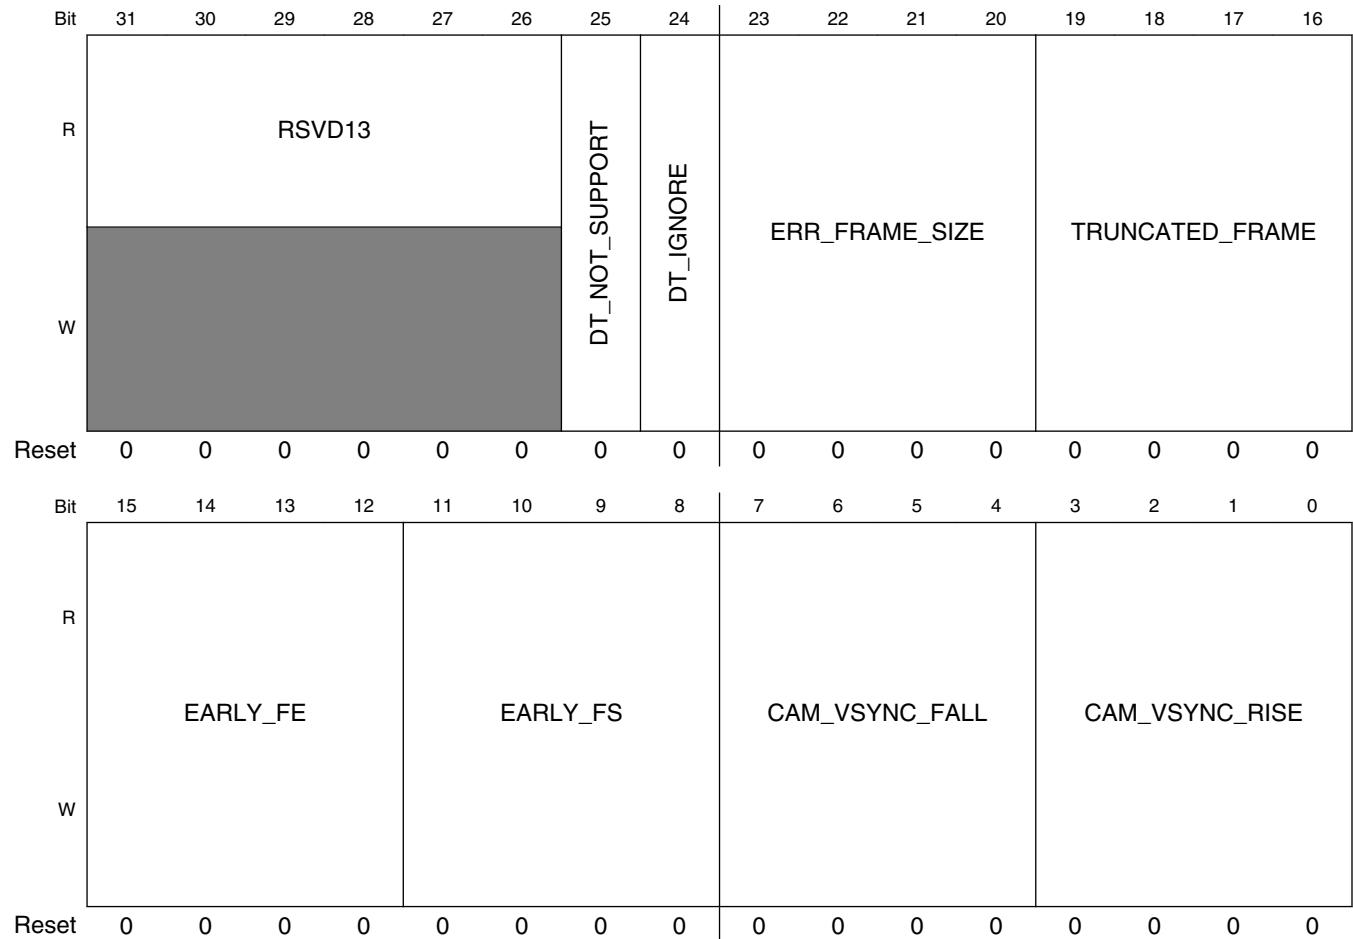 Bit 31 30 29 28 27 26 25 24 23 22 21 20 19 18 17 16
R RSVD13 DT_NOT_SUPPORT DT_IGNORE ERR_FRAME_SIZE TRUNCATED_FRAME
W
Reset 0 0 0 0 0 0 0 0 0 0 0 0 0 0 0 0
Bit 15 14 13 12 11 10 9 8 7 6 5 4 3 2 1 0
R
EARLY_FE EARLY_FS CAM_VSYNC_FALL CAM_VSYNC_RISE
W
Reset 0 0 0 0 0 0 0 0 0 0 0 0 0 0 0 0